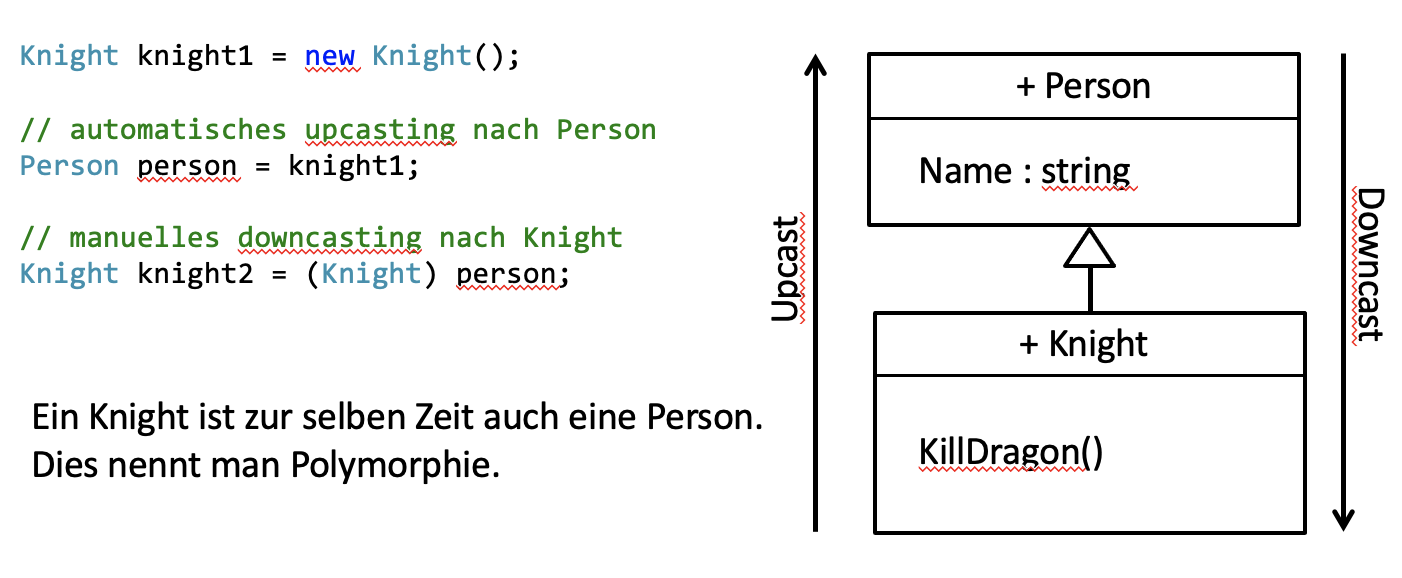 Knight knight1 = new Knight();
// automatisches upcasting nach Person
Person person = knight1;
// manuelles downcasting nach Knight
Knight knight2 = (Knight) person;
Ein Knight ist zur selben Zeit auch eine Person.
Dies nennt man Polymorphie.
Upcast
+ Person
Name : string
+ Knight
KillDragon()
Downcast